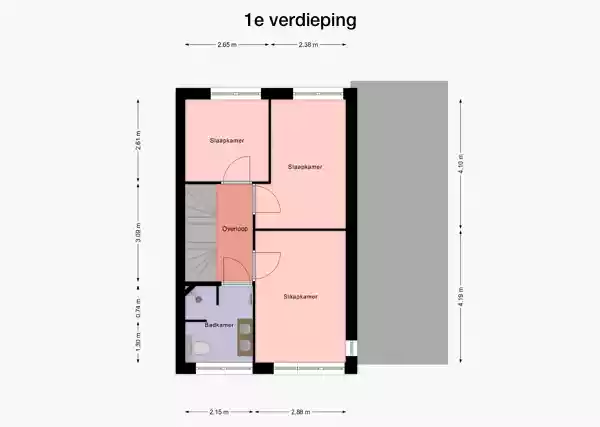 1e verdieping
2.65 m
2.38 m
2.61 m
Slaapkamer
Slaapkamer
4.10 m
3.09 m
Overloop
Slaapkamer
4.19 m
0.74 m
Badkamer
1.30 m
2.15 m
2.88 m